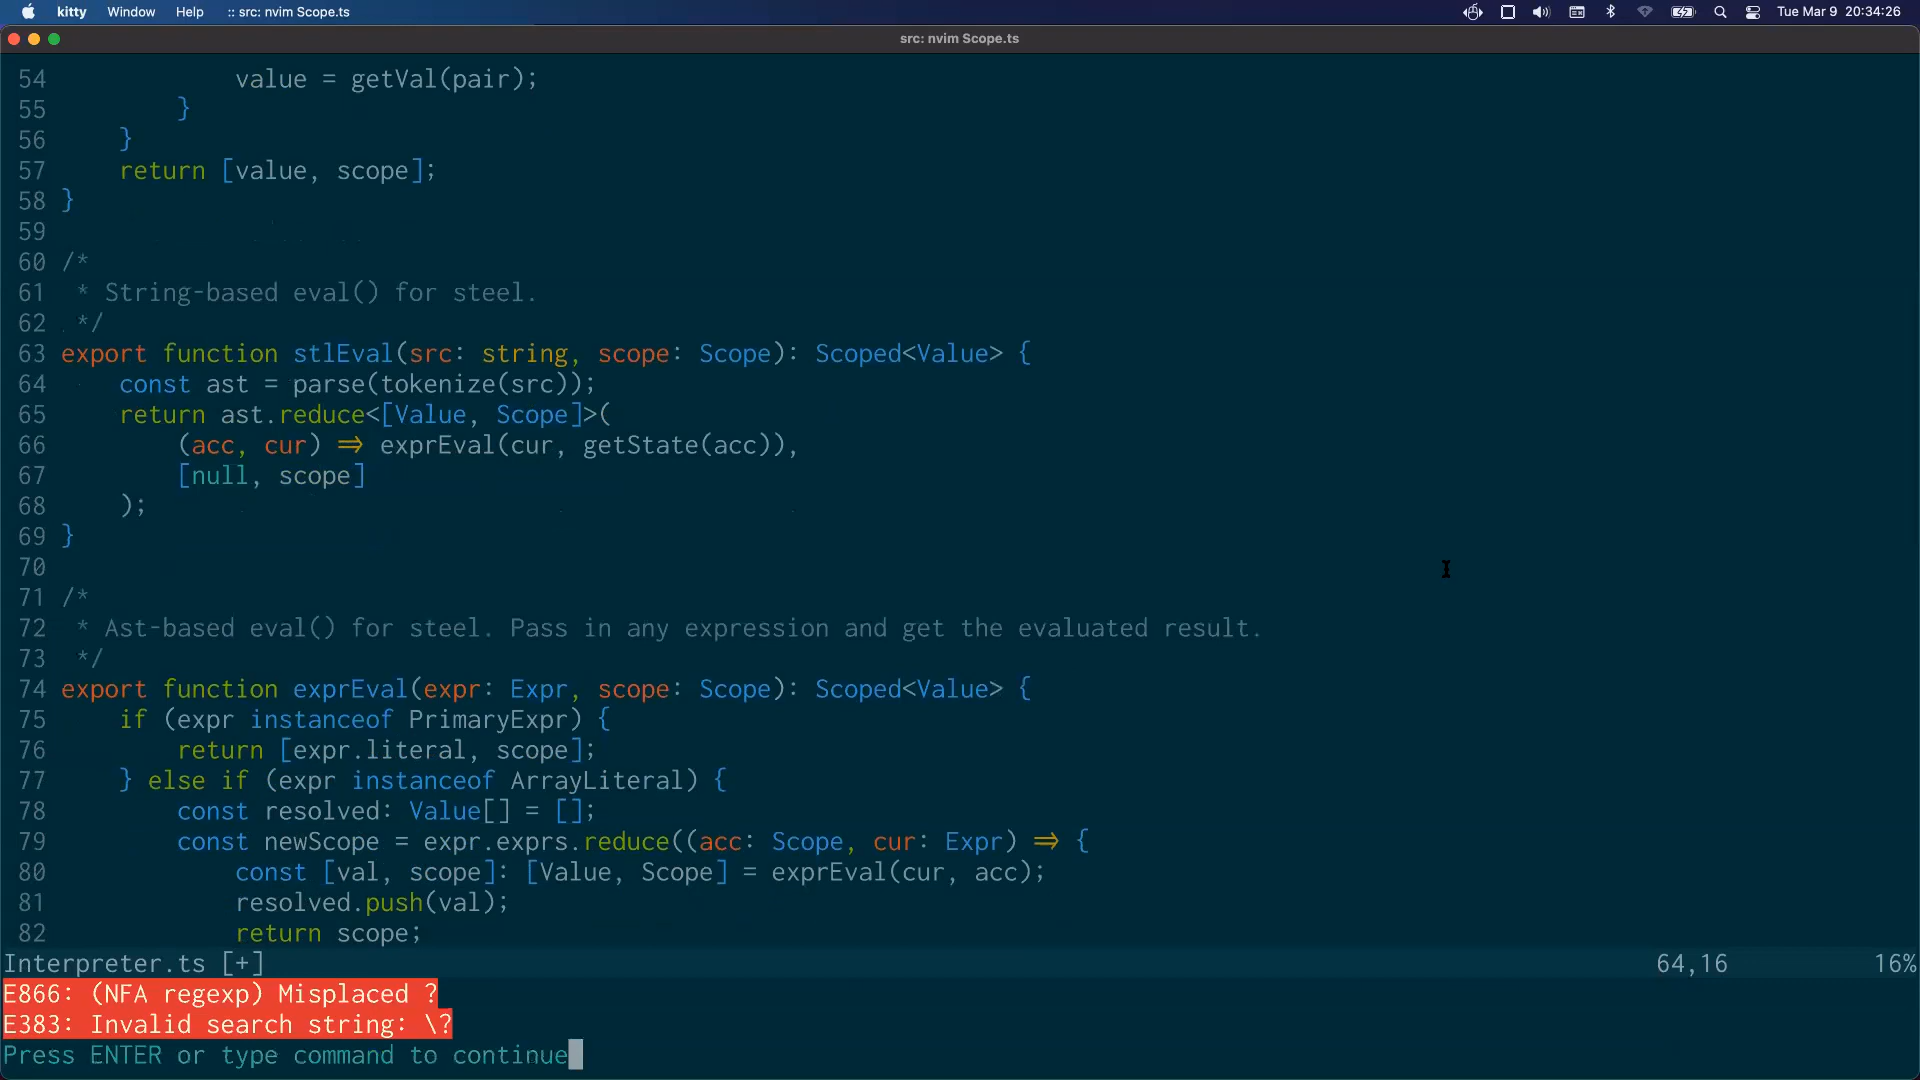 kitty Window Help :: src: nvim Scope.ts Tue Mar 9 20:34:26
src: nvim Scope.ts
54             value = getVal(pair);
55         }
56     }
57     return [value, scope];
58 }
59
60 /*
61  * String-based eval() for steel.
62  */
63 export function stlEval(src: string, scope: Scope): Scoped<Value> {
64     const ast = parse(tokenize(src));
65     return ast.reduce<[Value, Scope]>(
66         (acc, cur) ⇒ exprEval(cur, getState(acc)),
67         [null, scope]
68     );
69 }
70
71 /*
72  * Ast-based eval() for steel. Pass in any expression and get the evaluated result.
73  */
74 export function exprEval(expr: Expr, scope: Scope): Scoped<Value> {
75     if (expr instanceof PrimaryExpr) {
76         return [expr.literal, scope];
77     } else if (expr instanceof ArrayLiteral) {
78         const resolved: Value[] = [];
79         const newScope = expr.exprs.reduce((acc: Scope, cur: Expr) ⇒ {
80             const [val, scope]: [Value, Scope] = exprEval(cur, acc);
81             resolved.push(val);
82             return scope;
Interpreter.ts [+] 64,16 16%
E866: (NFA regexp) Misplaced ?
E383: Invalid search string: \?
Press ENTER or type command to continue